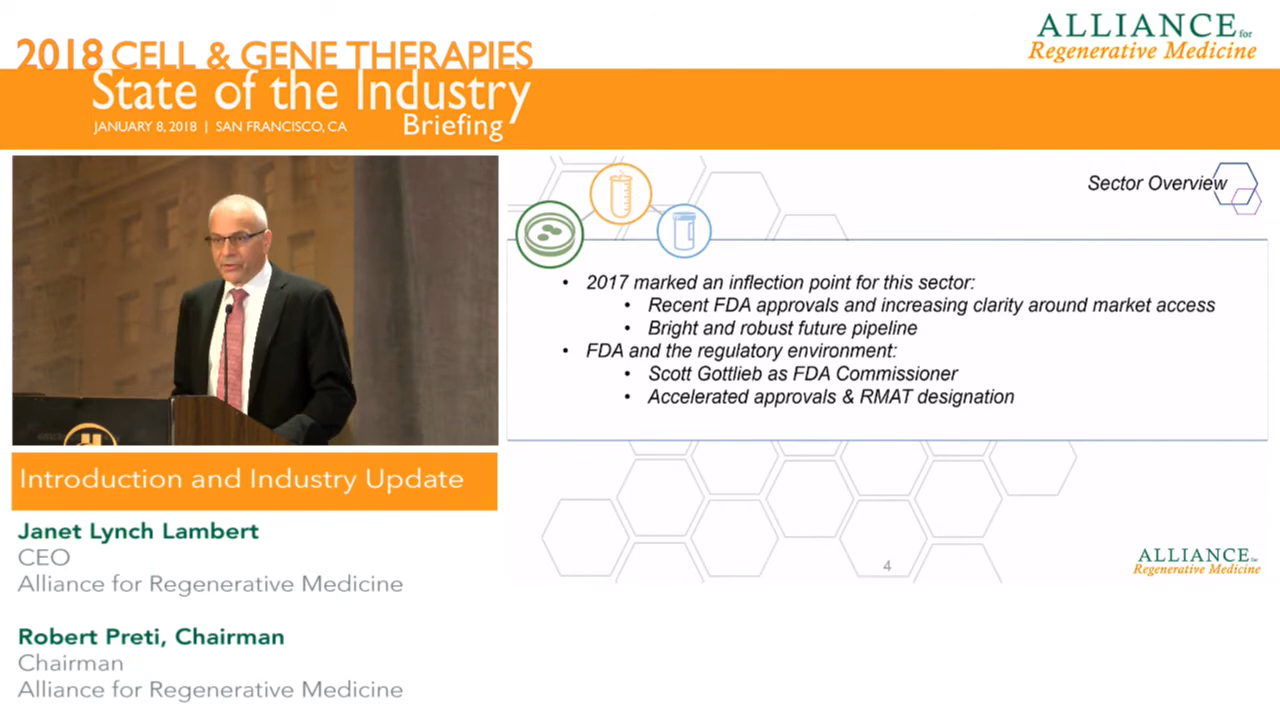 2018 CELL & GENE THERAPIES
State of the Industry
JANUARY 8, 2018 | SAN FRANCISCO, CA
Briefing
ALLIANCE for
Regenerative Medicine
Sector Overview
• 2017 marked an inflection point for this sector:
• Recent FDA approvals and increasing clarity around market access
• Bright and robust future pipeline
• FDA and the regulatory environment:
• Scott Gottlieb as FDA Commissioner
• Accelerated approvals & RMAT designation
4
ALLIANCE for
Regenerative Medicine
Introduction and Industry Update
Janet Lynch Lambert
CEO
Alliance for Regenerative Medicine
Robert Preti, Chairman
Chairman
Alliance for Regenerative Medicine